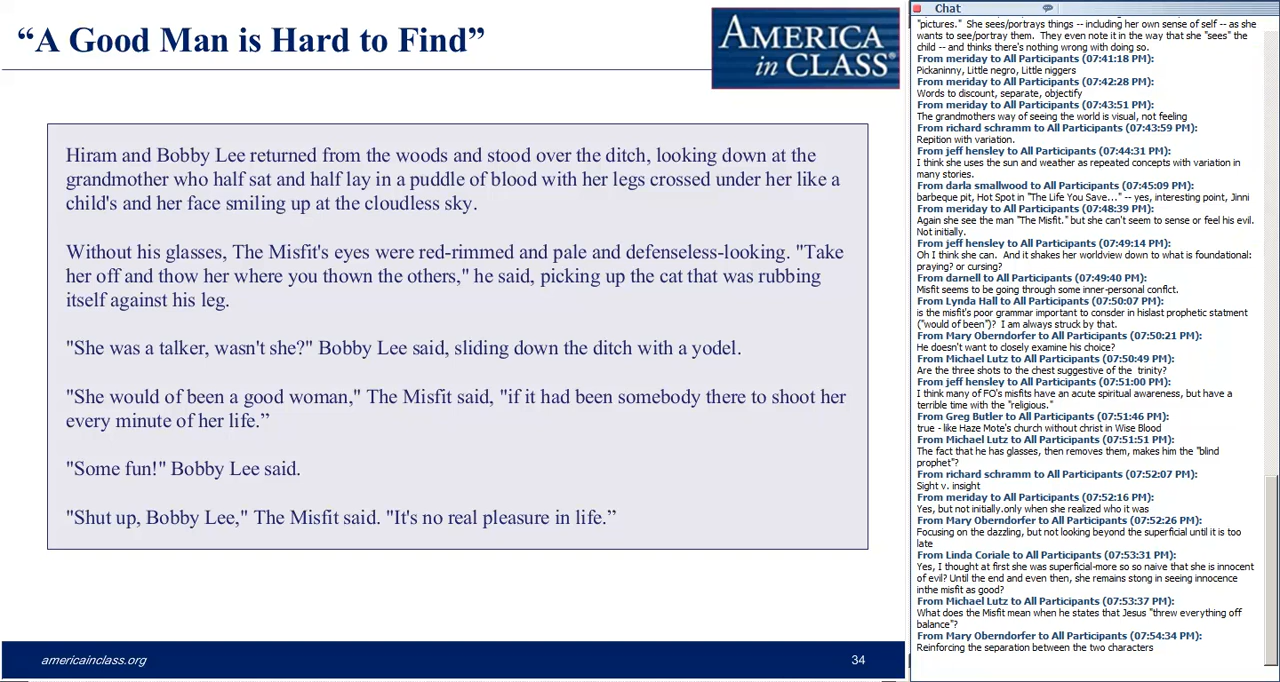 “A Good Man is Hard to Find”
AMERICA
in CLASS®
Hiram and Bobby Lee returned from the woods and stood over the ditch, looking down at the
grandmother who half sat and half lay in a puddle of blood with her legs crossed under her like a
child's and her face smiling up at the cloudless sky.
Without his glasses, The Misfit's eyes were red-rimmed and pale and defenseless-looking. "Take
her off and thow her where you thown the others," he said, picking up the cat that was rubbing
itself against his leg.
"She was a talker, wasn't she?" Bobby Lee said, sliding down the ditch with a yodel.
"She would of been a good woman," The Misfit said, "if it had been somebody there to shoot her
every minute of her life.”
"Some fun!" Bobby Lee said.
"Shut up, Bobby Lee," The Misfit said. "It's no real pleasure in life.”
americainclass.org
34
Chat
"pictures." She sees/portrays things -- including her own sense of self -- as she
wants to see/portray them. They even note it in the way that she "sees" the
child -- and thinks there's nothing wrong with doing so.
From meriday to All Participants (07:41:18 PM):
Pickaninny, Little negro, Little niggers
From meriday to All Participants (07:42:28 PM):
Words to discount, separate, objectify
From meriday to All Participants (07:43:51 PM):
The grandmothers way of seeing the world is visual, not feeling
From richard schramm to All Participants (07:43:59 PM):
Repition with variation.
From jeff hensley to All Participants (07:44:31 PM):
I think she uses the sun and weather as repeated concepts with variation in
many stories.
From darla smallwood to All Participants (07:45:09 PM):
barbeque pit, Hot Spot in "The Life You Save..." -- yes, interesting point, Jinni
From meriday to All Participants (07:48:39 PM):
Again she see the man "The Misfit." but she can't seem to sense or feel his evil.
Not initially.
From jeff hensley to All Participants (07:49:14 PM):
Oh I think she can. And it shakes her worldview down to what is foundational:
praying? or cursing?
From darnell to All Participants (07:49:40 PM):
Misfit seems to be going through some inner-personal conflct.
From Lynda Hall to All Participants (07:50:07 PM):
is the misfit's poor grammar important to consder in hislast prophetic statment
("would of been")? I am always struck by that.
From Mary Oberndorfer to All Participants (07:50:21 PM):
He doesn't want to closely examine his choice?
From Michael Lutz to All Participants (07:50:49 PM):
Are the three shots to the chest suggestive of the trinity?
From jeff hensley to All Participants (07:51:00 PM):
I think many of FO's misfits have an acute spiritual awareness, but have a
terrible time with the "religious."
From Greg Butler to All Participants (07:51:46 PM):
true - like Haze Mote's church without christ in Wise Blood
From Michael Lutz to All Participants (07:51:51 PM):
The fact that he has glasses, then removes them, makes him the "blind
prophet"?
From richard schramm to All Participants (07:52:07 PM):
Sight v. insight
From meriday to All Participants (07:52:16 PM):
Yes, but not initially.only when she realized who it was
From Mary Oberndorfer to All Participants (07:52:26 PM):
Focusing on the dazzling, but not looking beyond the superficial until it is too
late
From Linda Coriale to All Participants (07:53:31 PM):
Yes, I thought at first she was superficial-more so so naive that she is innocent
of evil? Until the end and even then, she remains stong in seeing innocence
inthe misfit as good?
From Michael Lutz to All Participants (07:53:37 PM):
What does the Misfit mean when he states that Jesus "threw everything off
balance"?
From Mary Oberndorfer to All Participants (07:54:34 PM):
Reinforcing the separation between the two characters